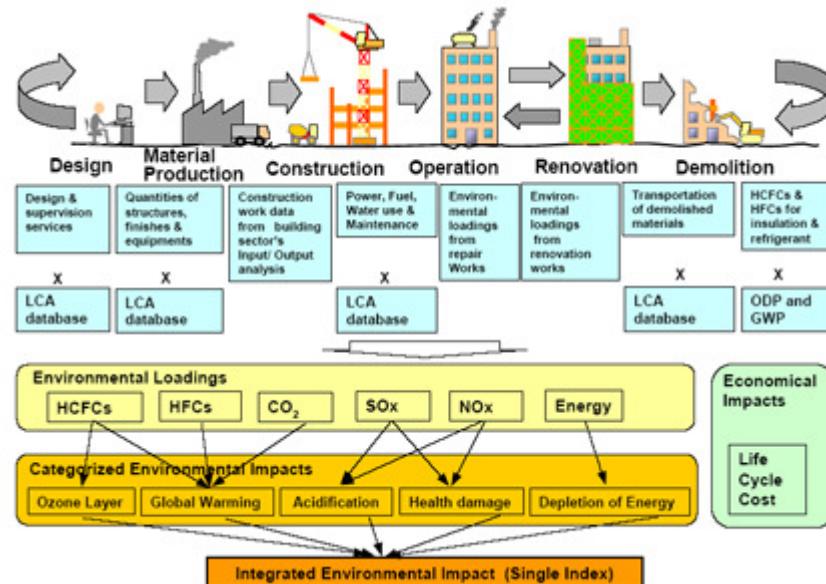 Design
Material
Production
Construction
Operation
Renovation
Demolition
Design &
supervision
services
Quantities of
structures,
finishes &
equipments
Construction
work data
from building
sector's
Input/ Output
analysis
Power, Fuel,
Water use &
Maintenance
Environ-
mental
loadings
from
repair
Works
Environ-
mental
loadings
from
renovation
works
Transportation
of demolished
materials
HCFCs &
HFCs for
insulation &
refrigerant
X
X
X
X
X
LCA
database
LCA
database
LCA
database
LCA
database
ODP and
GWP
Environmental Loadings
HCFCs
HFCs
CO₂
SOx
NOx
Energy
Categorized Environmental Impacts
Ozone Layer
Global Warming
Acidification
Health damage
Depletion of Energy
Economical
Impacts
Life
Cycle
Cost
Integrated Environmental Impact (Single Index)